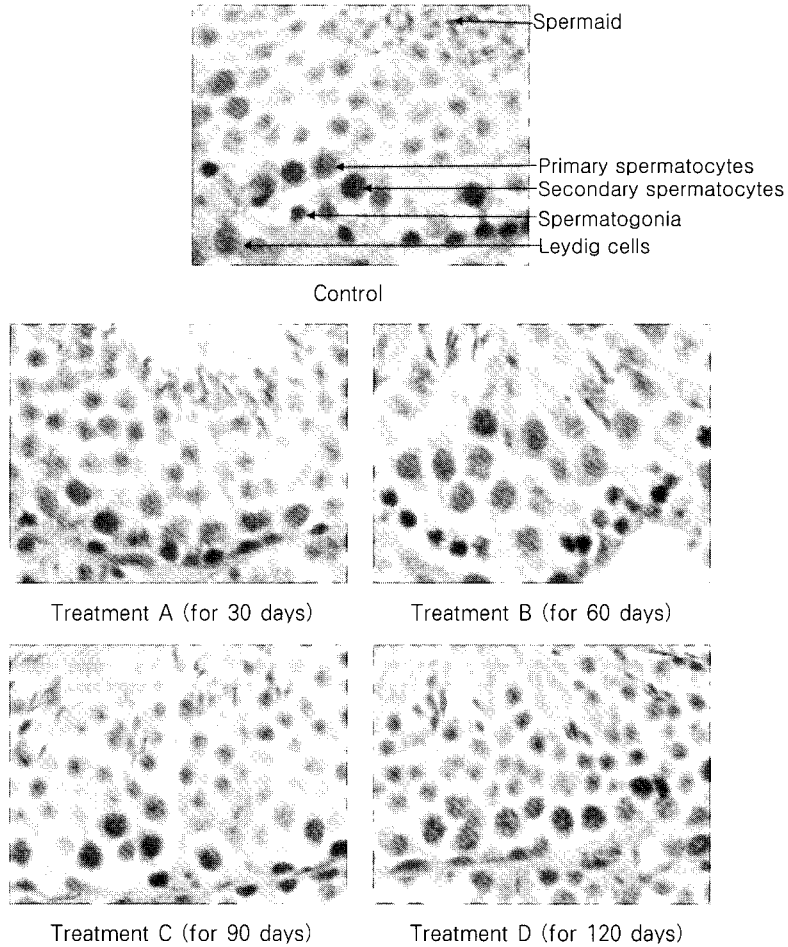 Spermaid
Primary spermatocytes
Secondary spermatocytes
Spermatogonia
Leydig cells
Control
Treatment A (for 30 days)
Treatment B (for 60 days)
Treatment C (for 90 days)
Treatment D (for 120 days)